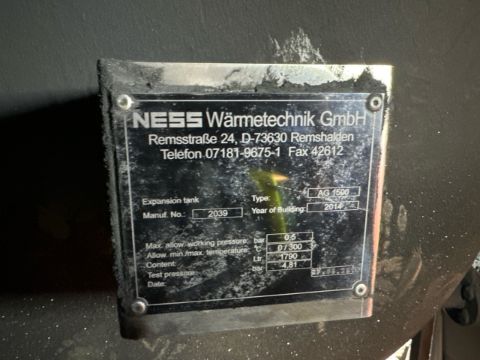 NESS Wärmetechnik GmbH
Remsstraße 24, D-73630 Remshalden
Telefon 07181-9675-1 Fax 42612
Expansion tank Type: AG 1500
Manuf. No.: 2039 Year of Building: 2014
Max. allow. working pressure: bar 0.5
Allow. min./max. temperature: °C 0 / 300
Content: Ltr 1790
Test pressure: bar 4,81
Date: